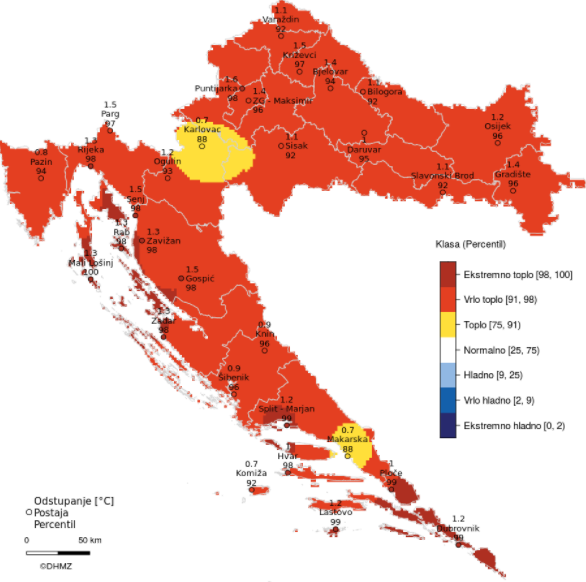 1.1
Varaždin
92
1.5
Križevci
97
1.4
Bjelovar
94
1.6
Puntijarka
98
1.4
ZG - Maksimir
1.1
Bilogora
92
1.5
Parg
97
0.7
Karlovac
88
1.2
Osijek
96
0.8
Pazin
94
Rijeka
98
1.2
Ogulin
93
1.1
Sisak
92
1
Daruvar
95
1.1
Slavonski Brod
92
1.4
Gradište
96
1.5
Senj
98
Rab
98
1.3
Zavižan
98
1.3
Mali Lošinj
100
1.5
Gospić
98
Zadar
98
0.9
Knin
96
0.9
Šibenik
96
1.2
Split - Marjan
99
0.7
Makarska
88
Hvar
98
0.7
Komiža
92
1
Ploče
99
1.2
Lastovo
99
1.2
Dubrovnik
99
Klasa (Percentil)
Ekstremno toplo [98, 100]
Vrlo toplo [91, 98)
Toplo [75, 91)
Normalno [25, 75)
Hladno [9, 25)
Vrlo hladno [2, 9)
Ekstremno hladno [0, 2)
Odstupanje [°C]
Postaja
Percentil
0 50 km
©DHMZ